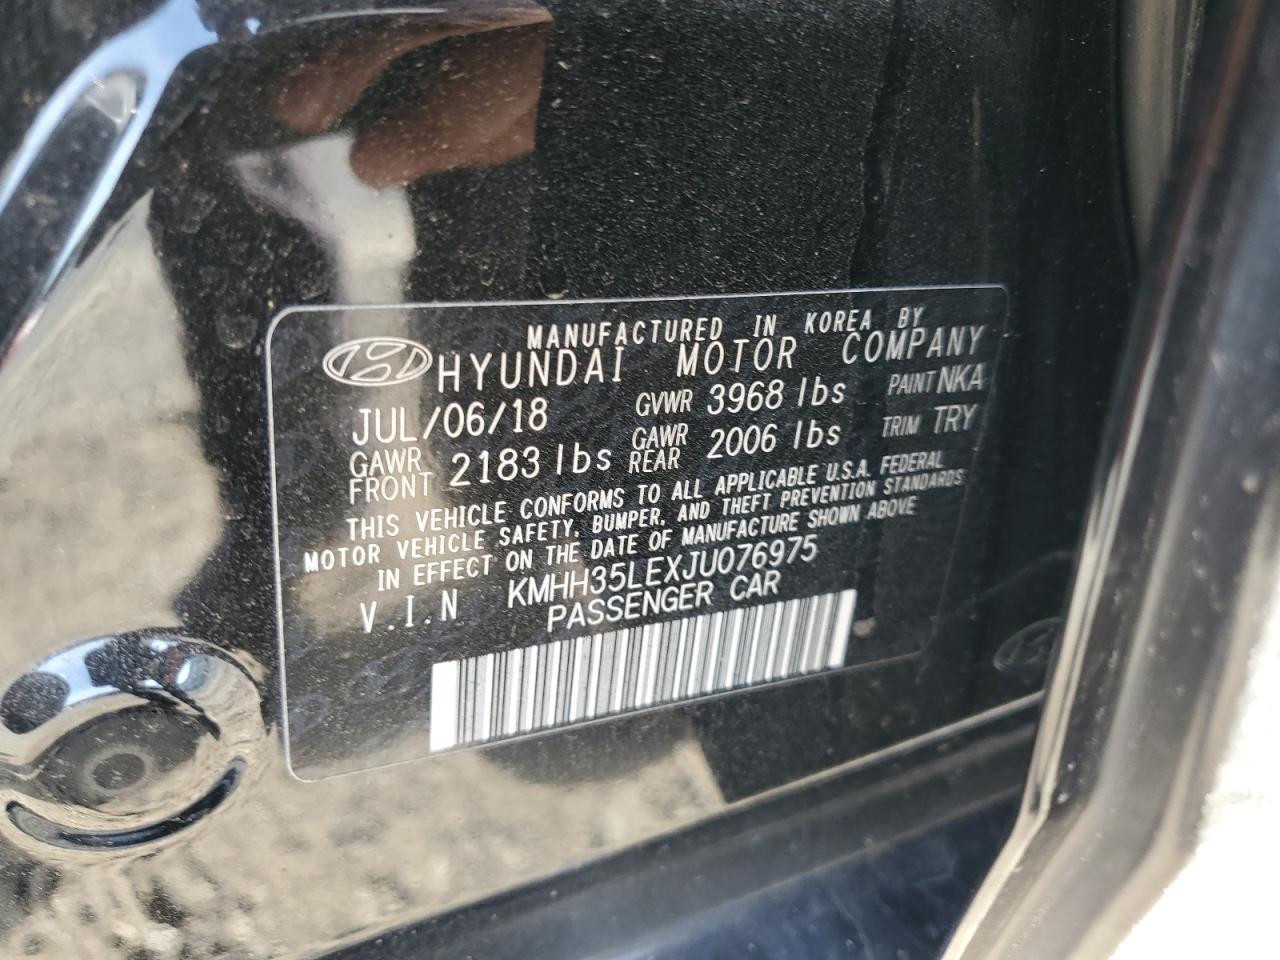 MANUFACTURED IN KOREA BY
HYUNDAI MOTOR COMPANY
JUL/06/18 GVWR 3968 lbs PAINT NKA
GAWR FRONT 2183 lbs GAWR REAR 2006 lbs TRIM TRY
THIS VEHICLE CONFORMS TO ALL APPLICABLE U.S.A. FEDERAL
MOTOR VEHICLE SAFETY, BUMPER, AND THEFT PREVENTION STANDARDS
IN EFFECT ON THE DATE OF MANUFACTURE SHOWN ABOVE
V.I.N KMHH35LEXJU076975
PASSENGER CAR